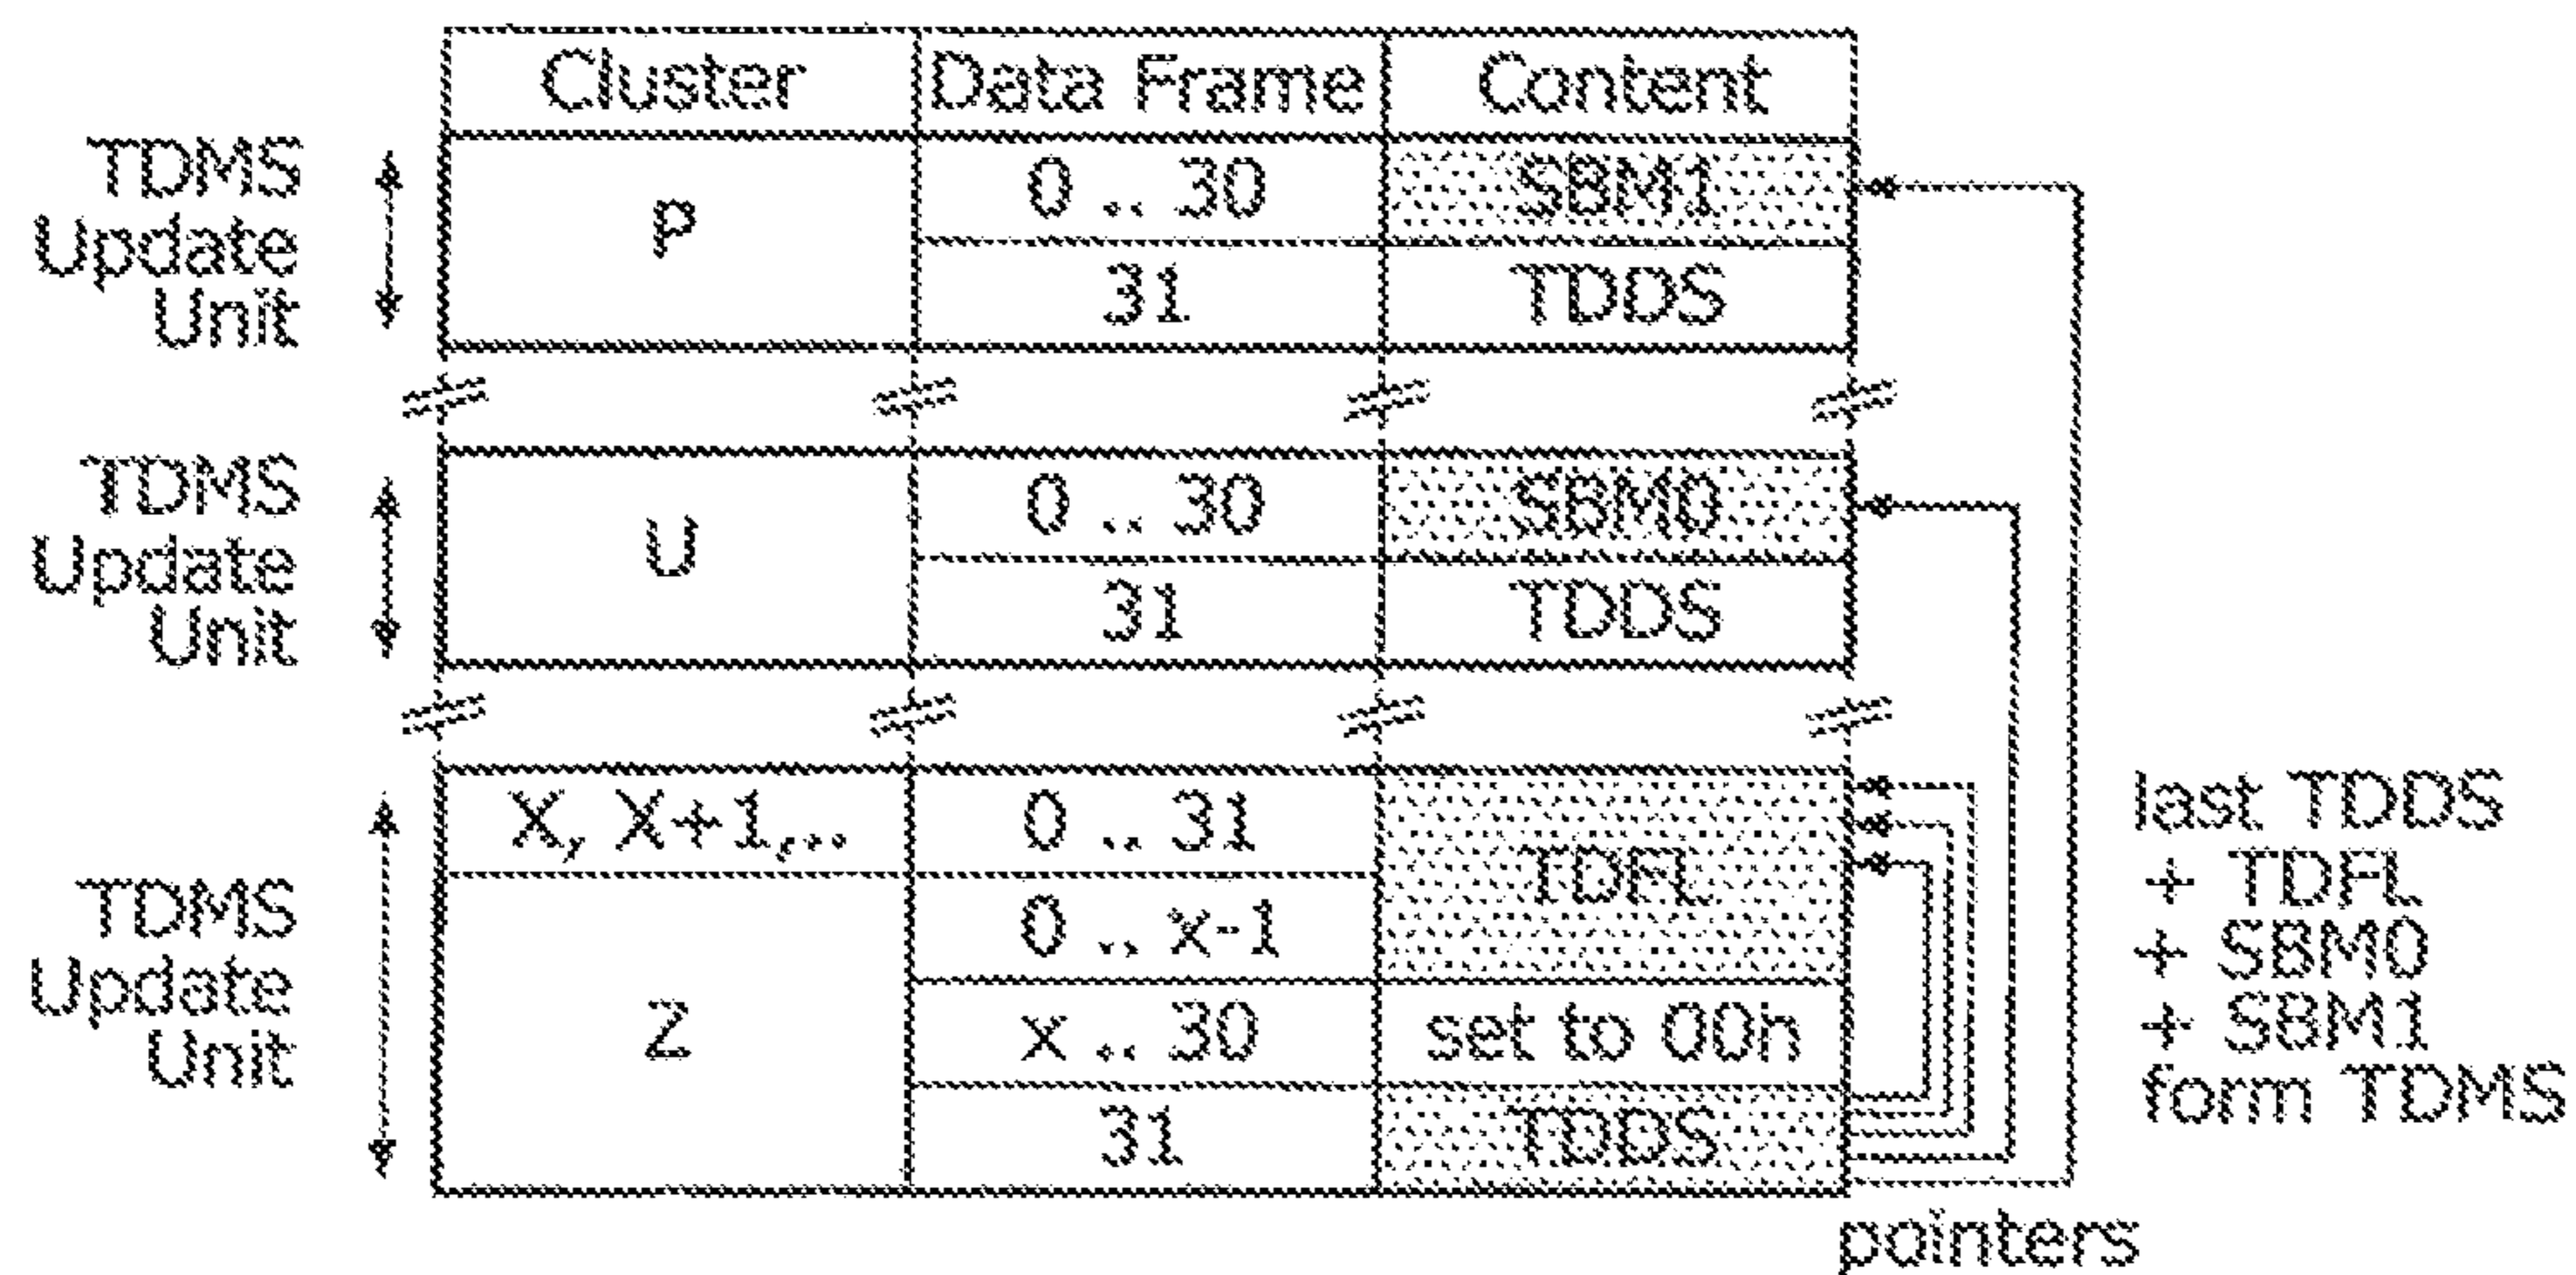 Cluster Data Frame Content
TDMS
Update
Unit
P
0 .. 30 SBM1
31 TDDS
TDMS
Update
Unit
U
0 .. 30 SBM0
31 TDDS
TDMS
Update
Unit
X, X+1,.. 0 .. 31
TDFL
0 .. x-1
Z
x .. 30 set to 00h
31 TDDS
last TDDS
+ TDFL
+ SBM0
+ SBM1
form TDMS
pointers